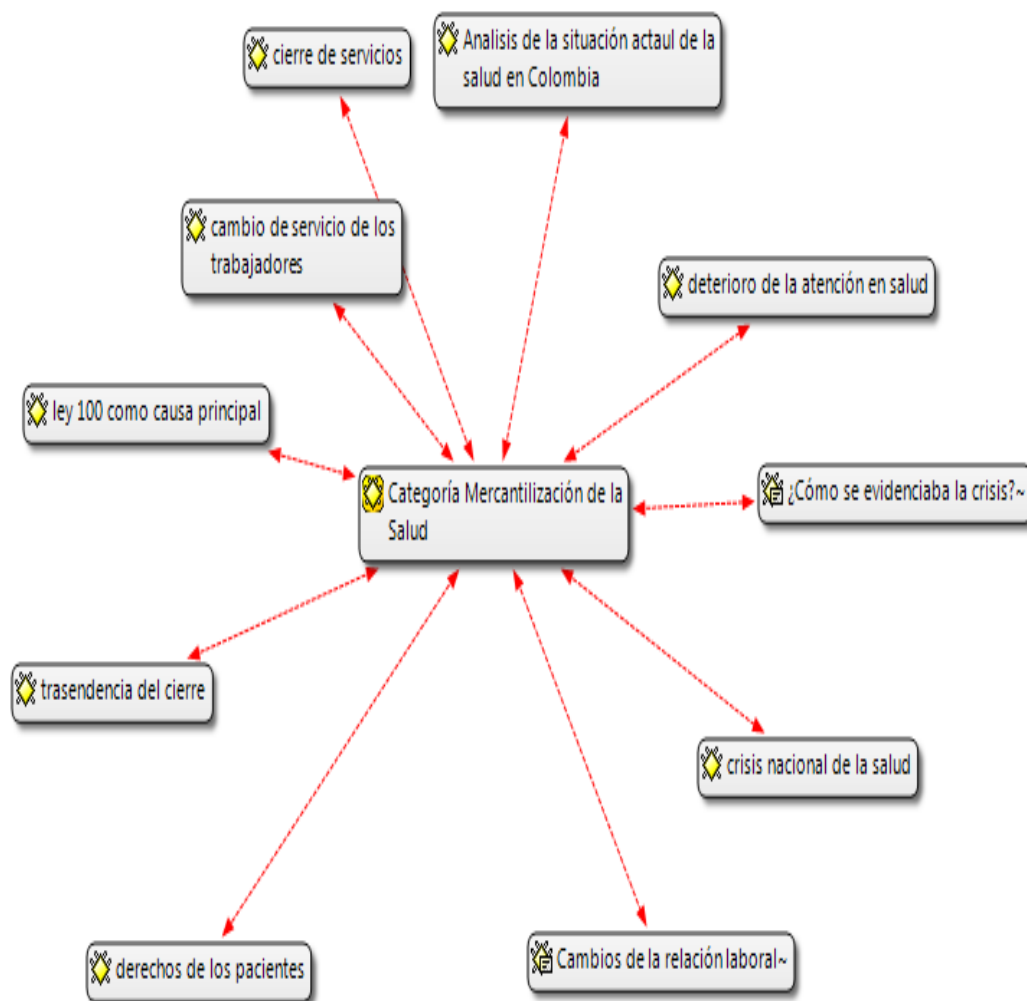 cierre de servicios
Analisis de la situación actaul de la
salud en Colombia
cambio de servicio de los
trabajadores
deterioro de la atención en salud
ley 100 como causa principal
Categoría Mercantilización de la
Salud
¿Cómo se evidenciaba la crisis?~
trasendencia del cierre
crisis nacional de la salud
derechos de los pacientes
Cambios de la relación laboral~